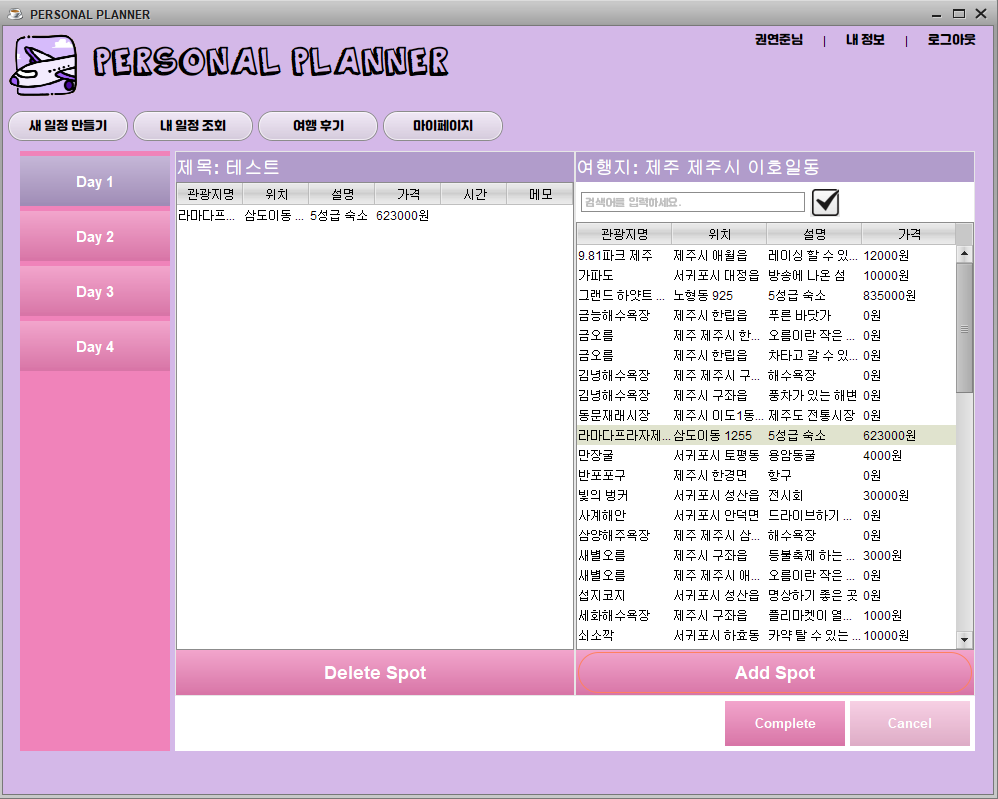 PERSONAL PLANNER
PERSONAL PLANNER
권연준님 | 내 정보 | 로그아웃
새 일정 만들기 내 일정 조회 여행 후기 마이페이지
Day 1
Day 2
Day 3
Day 4
제목: 테스트
관광지명 위치 설명 가격 시간 메모
라마다프... 삼도이동 ... 5성급 숙소 623000원
Delete Spot
여행지: 제주 제주시 이호일동
검색어를 입력하세요.
관광지명 위치 설명 가격
9.81파크 제주 제주시 애월읍 레이싱 할 수 있... 12000원
가파도 서귀포시 대정읍 방송에 나온 섬 10000원
그랜드 하얏트 ... 노형동 925 5성급 숙소 835000원
금능해수욕장 제주시 한립읍 푸른 바닷가 0원
금오름 제주 제주시 한... 오름이란 작은 ... 0원
금오름 제주시 한립읍 차타고 갈 수 있... 0원
김녕해수욕장 제주 제주시 구... 해수욕장 0원
김녕해수욕장 제주시 구좌읍 풍차가 있는 해변 0원
동문재래시장 제주시 이도1동... 제주도 전통시장 0원
라마다프라자제... 삼도이동 1255 5성급 숙소 623000원
만장굴 서귀포시 토평동 용암동굴 4000원
반포포구 제주시 한경면 항구 0원
빛의 벙커 서귀포시 성산읍 전시회 30000원
사계해안 서귀포시 안덕면 드라이브하기 ... 0원
삼양해주욕장 제주 제주시 삼... 해수욕장 0원
새별오름 제주시 구좌읍 등불축제 하는 ... 3000원
새별오름 제주 제주시 애... 오름이란 작은 ... 0원
섭지코지 서귀포시 성산읍 명상하기 좋은 곳 0원
세화해수욕장 제주시 구좌읍 플리마켓이 열... 1000원
쇠소깍 서귀포시 하효동 카약 탈 수 있는 ... 10000원
Add Spot
Complete Cancel